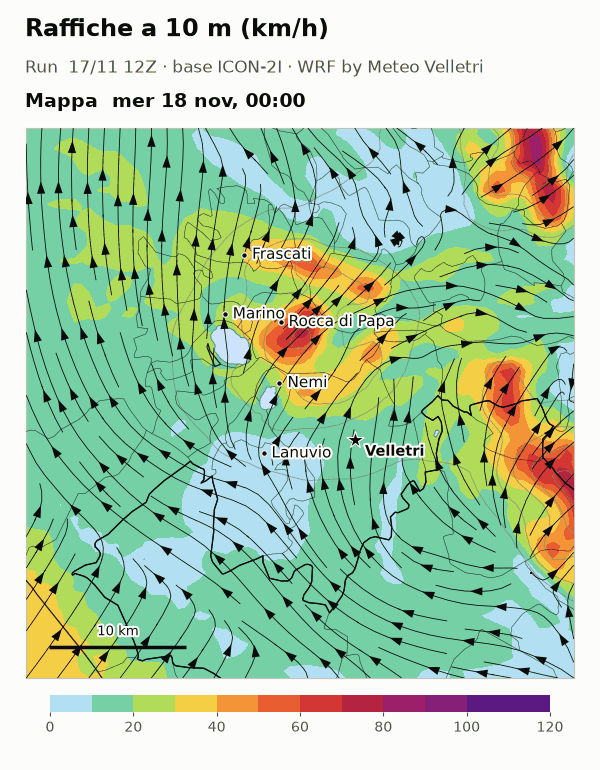 Raffiche a 10 m (km/h)
Run 17/11 12Z · base ICON-2I · WRF by Meteo Velletri
Mappa mer 18 nov, 00:00
Frascati
Marino
Rocca di Papa
Nemi
Velletri
Lanuvio
10 km
0 20 40 60 80 100 120